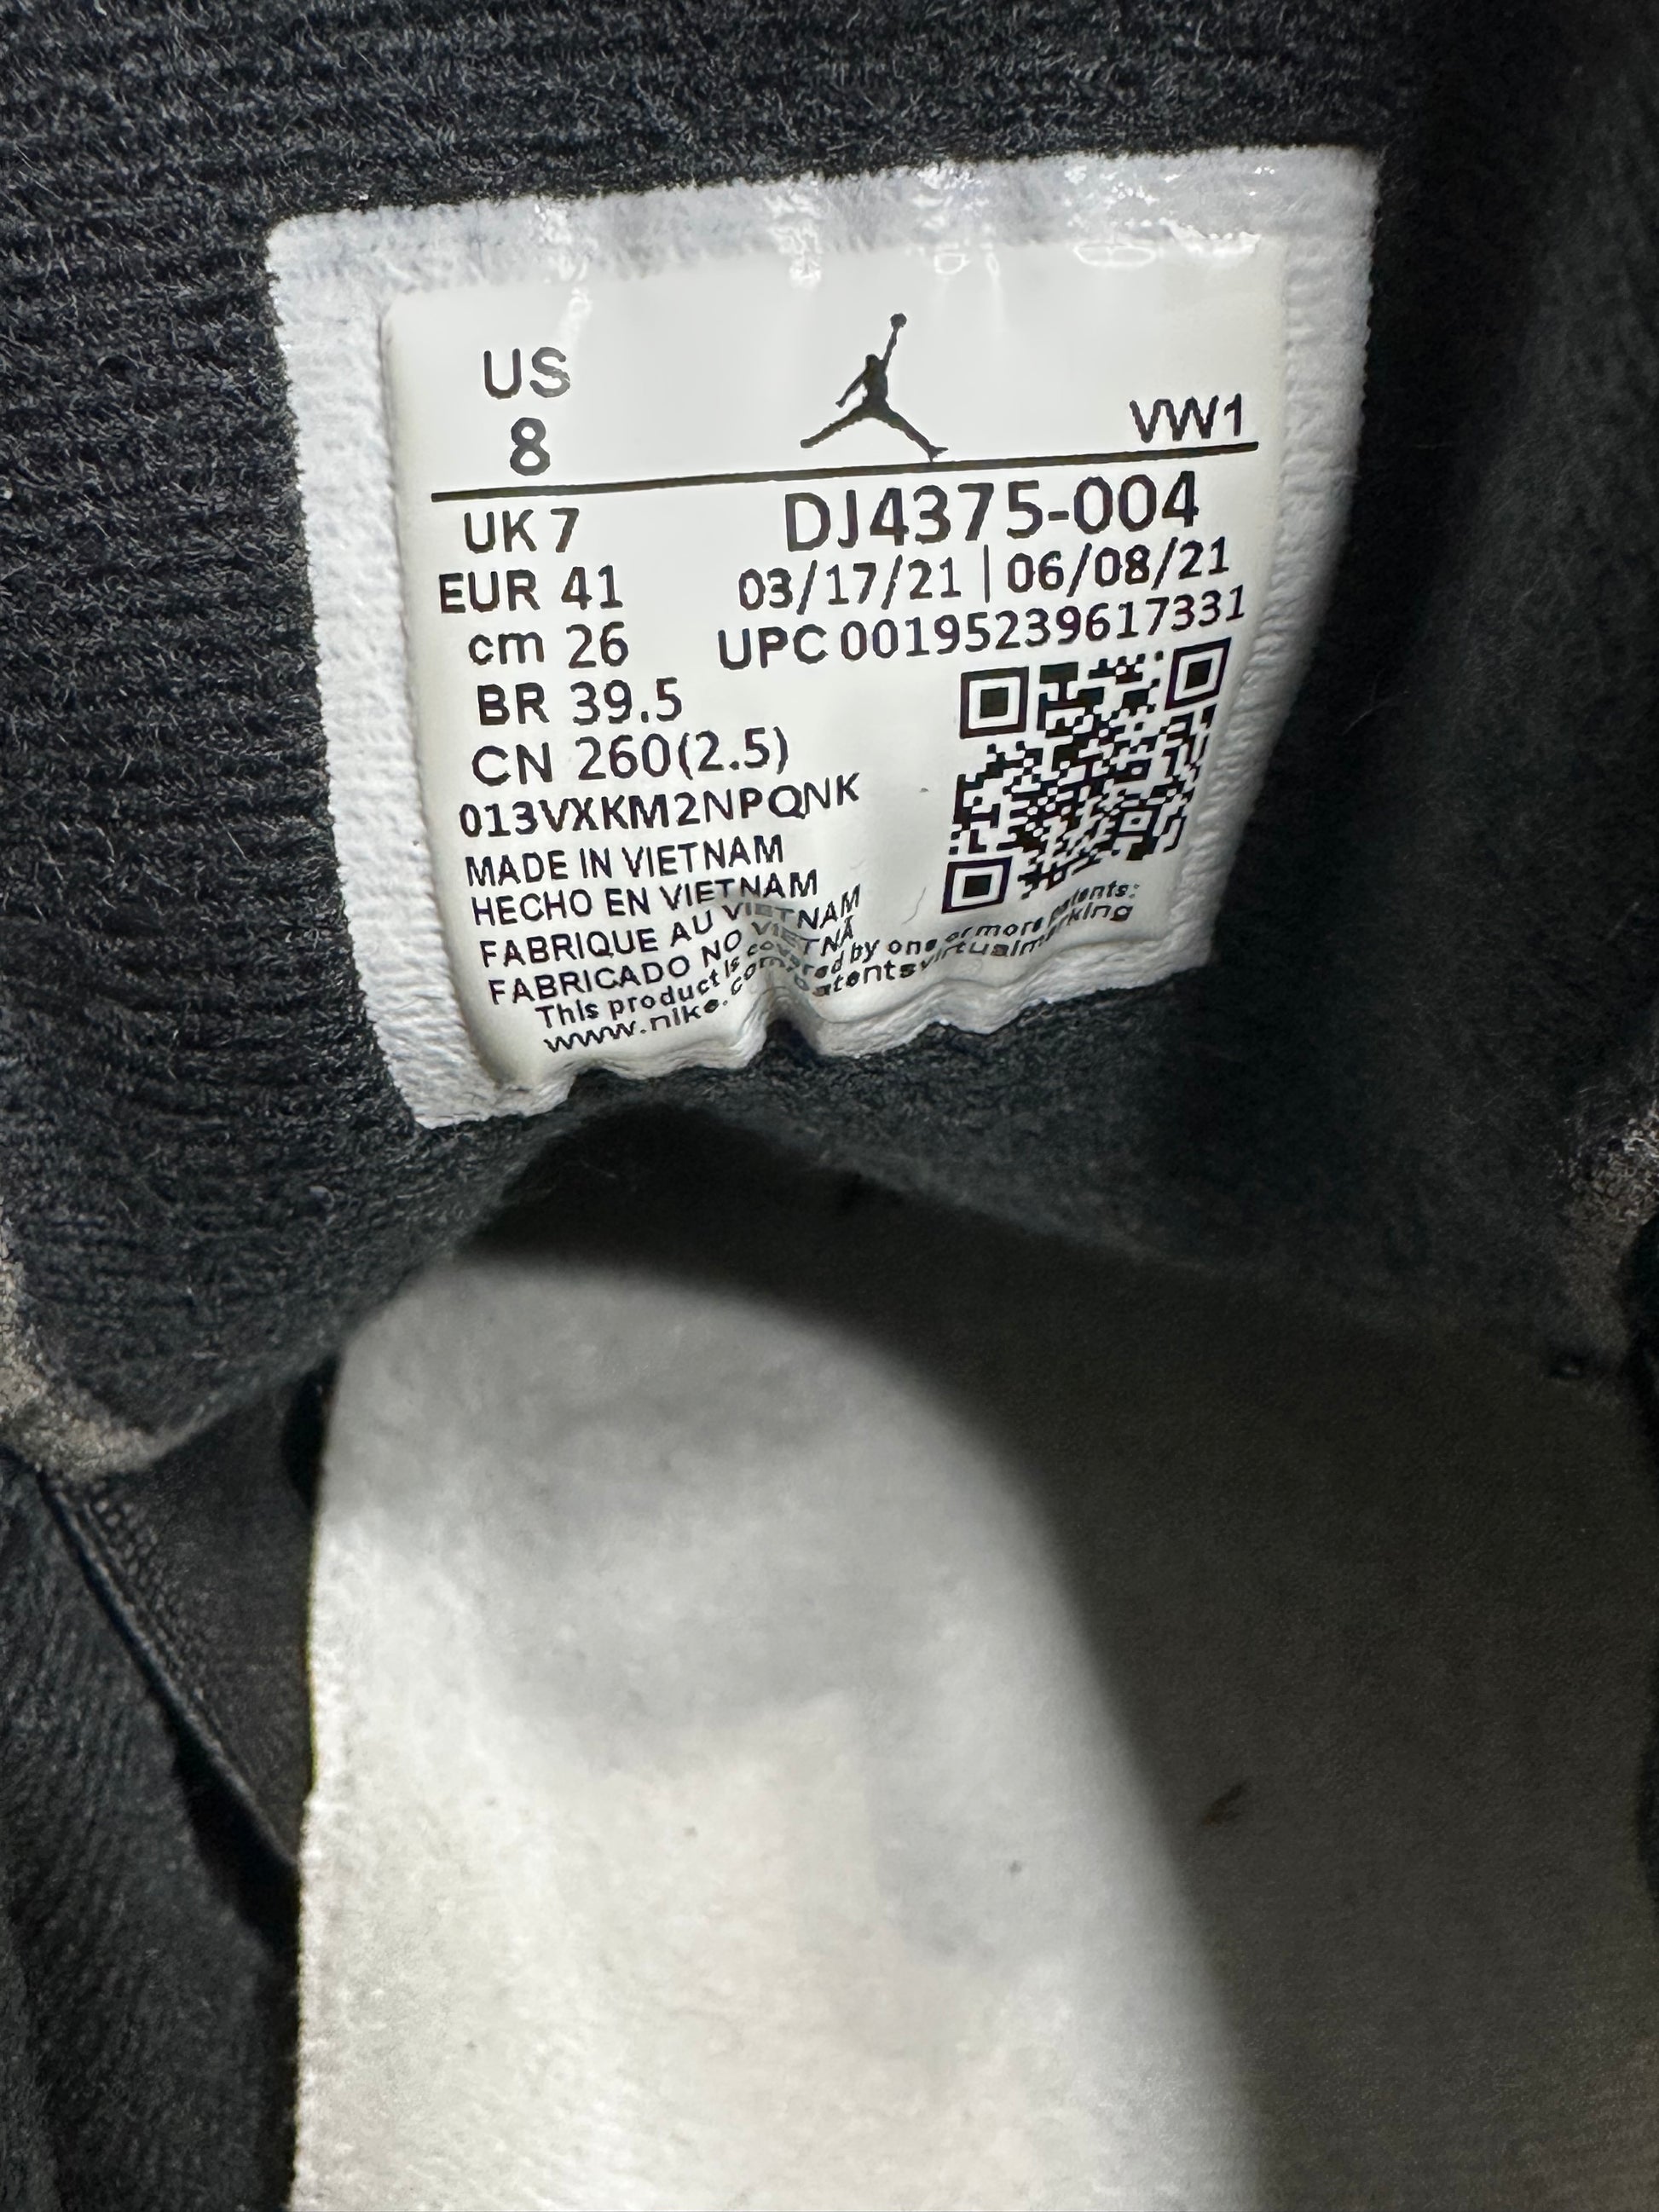 US
8
VW1
UK 7
DJ4375-004
EUR 41
03/17/21 | 06/08/21
cm 26
UPC 00195239617331
BR 39.5
CN 260(2.5)
013VXKM2NPQNK
MADE IN VIETNAM
HECHO EN VIETNAM
FABRIQUE AU VIETNAM
FABRICADO NO VIETNÃ
This product is covered by one or more patents:
www.nike.com/patentsvirtualmarking